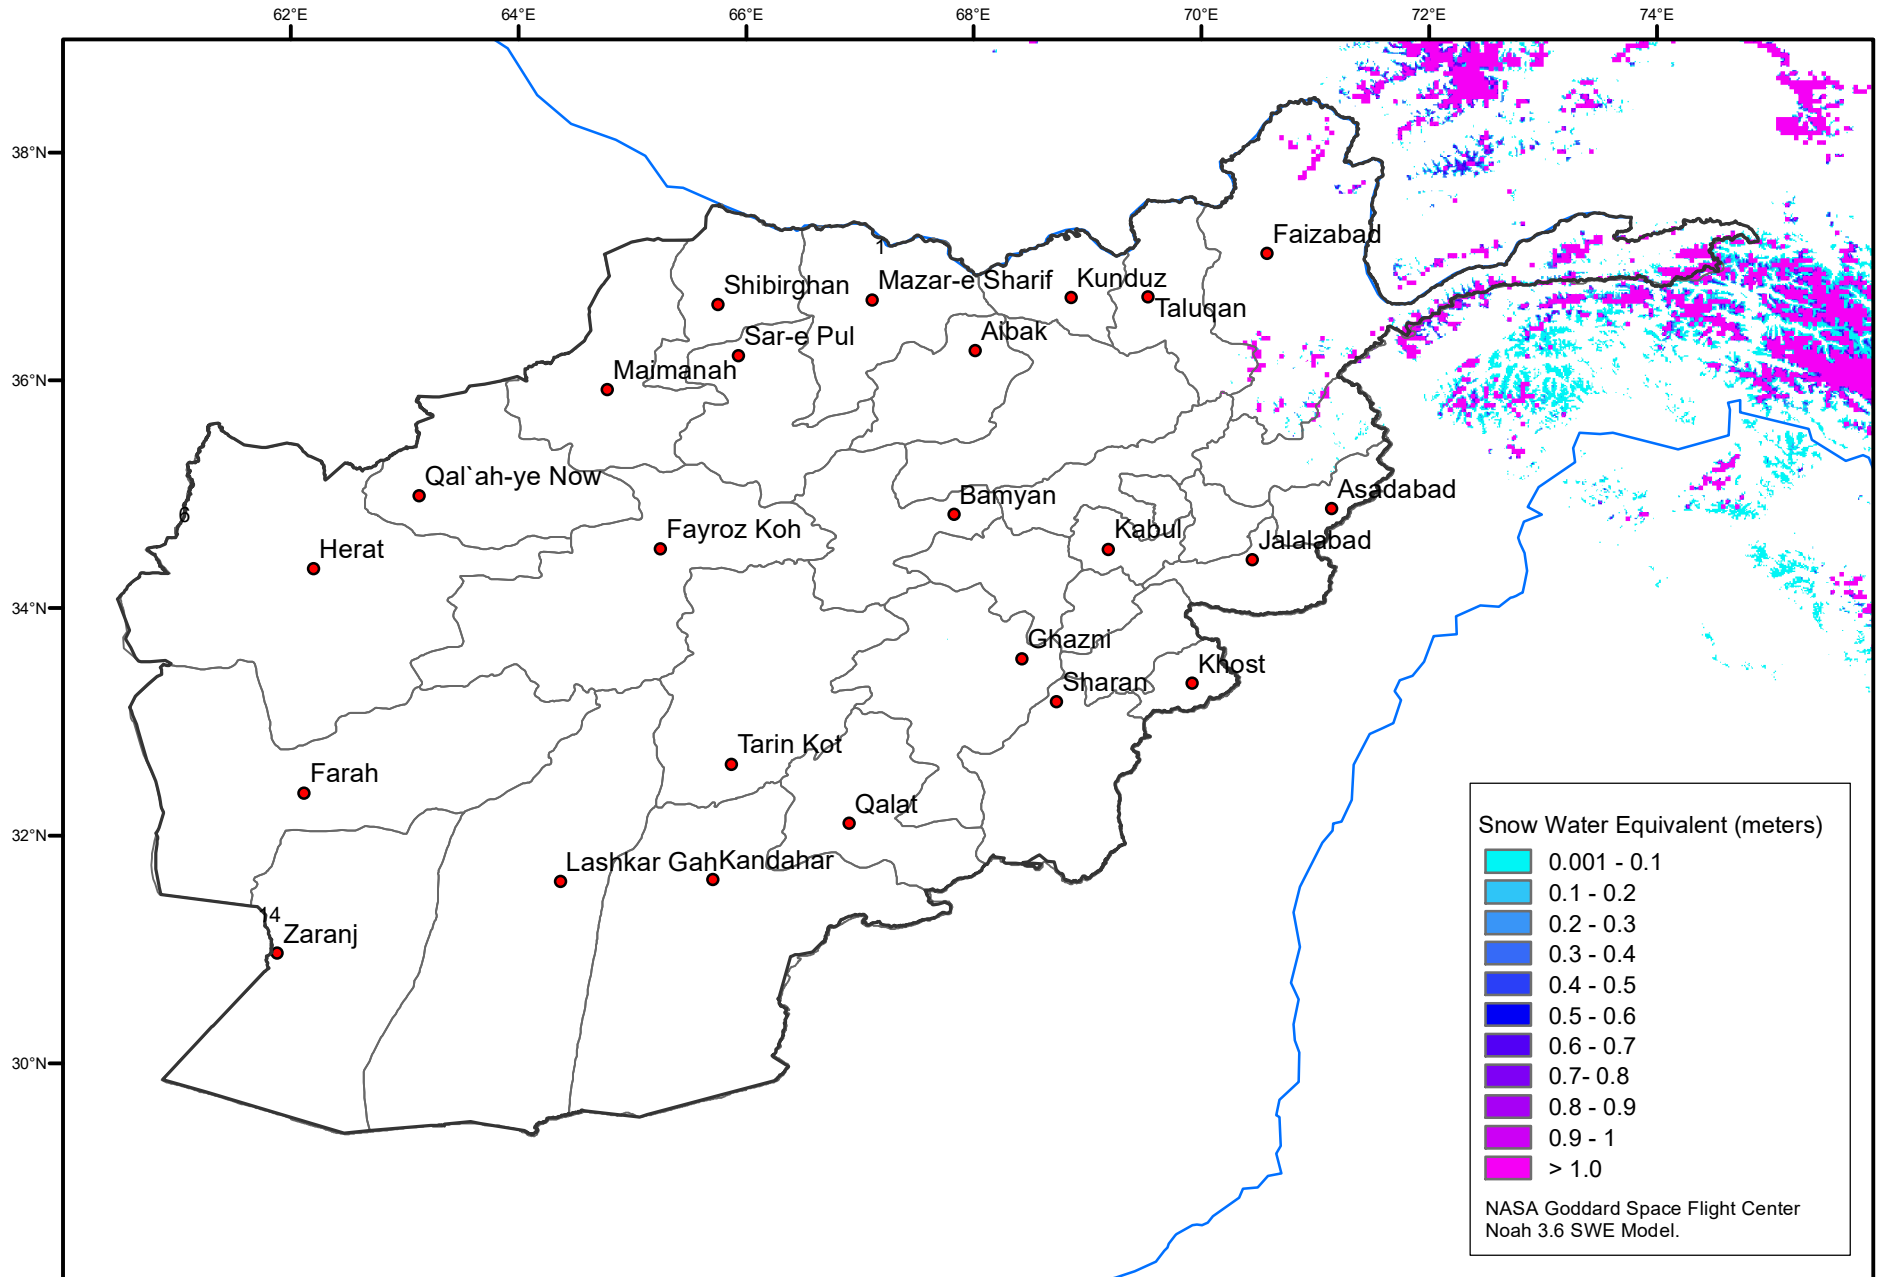 62°E
64°E
66°E
68°E
70°E
72°E
74°E
38°N
36°N
34°N
32°N
30°N
1
Faizabad
Shibirghan
Mazar-e Sharif
Kunduz
Taluqan
Sar-e Pul
Aibak
Maimanah
Qal`ah-ye Now
Bamyan
Asadabad
6
Herat
Fayroz Koh
Kabul
Jalalabad
Ghazni
Khost
Sharan
Tarin Kot
Farah
Qalat
Lashkar Gah
Kandahar
14
Zaranj
Snow Water Equivalent (meters)
0.001 - 0.1
0.1 - 0.2
0.2 - 0.3
0.3 - 0.4
0.4 - 0.5
0.5 - 0.6
0.6 - 0.7
0.7- 0.8
0.8 - 0.9
0.9 - 1
> 1.0
NASA Goddard Space Flight Center
Noah 3.6 SWE Model.